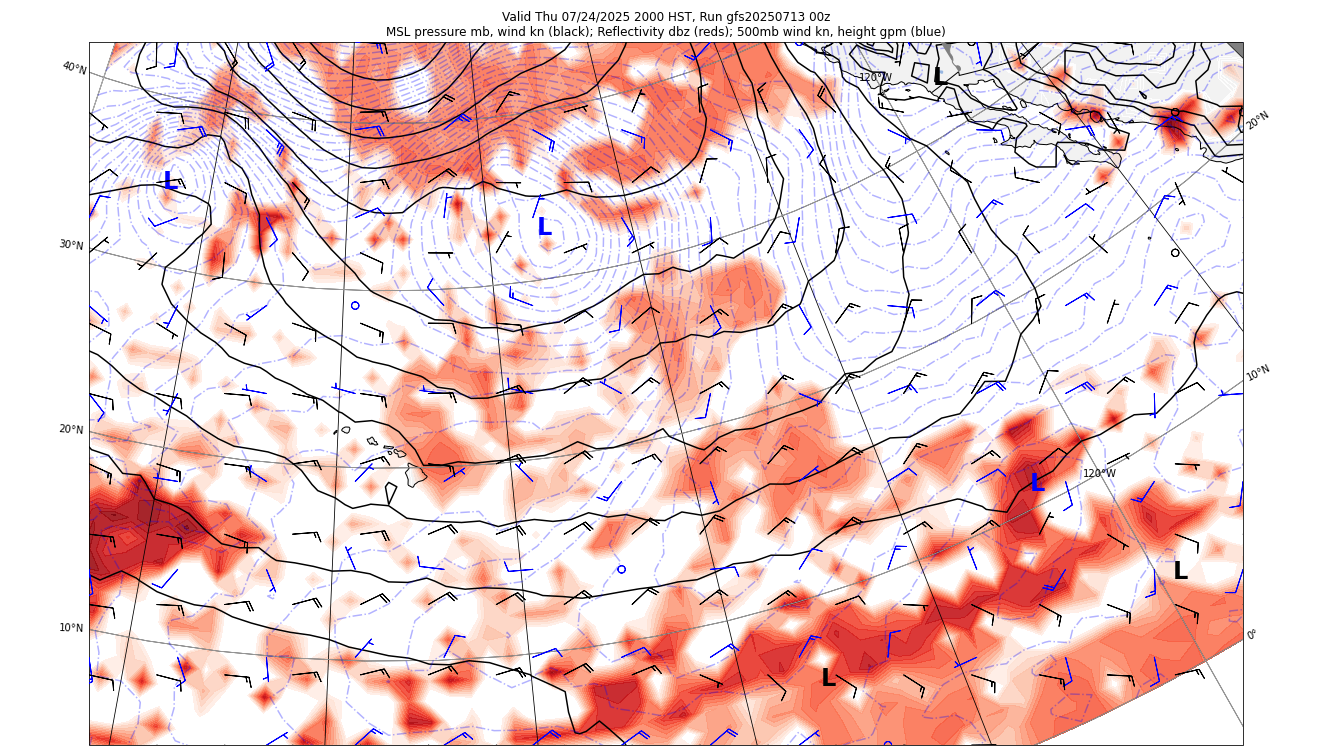 Valid Thu 07/24/2025 2000 HST, Run gfs20250713 00z
MSL pressure mb, wind kn (black); Reflectivity dbz (reds); 500mb wind kn, height gpm (blue)
40°N
120°W
L
20°N
L
L
30°N
10°N
20°N
120°W
L
L
10°N
0°
L